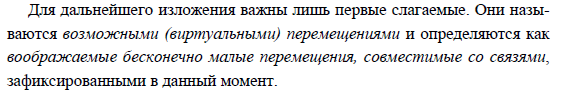 Для дальнейшего изложения важны лишь первые слагаемые. Они назы-
ваются возможными (виртуальными) перемещениями и определяются как
воображаемые бесконечно малые перемещения, совместимые со связями,
зафиксированными в данный момент.